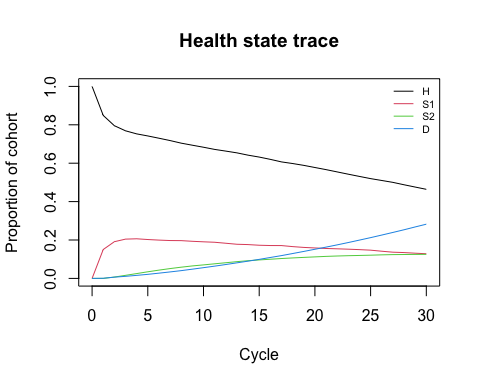 Health state trace
H
S1
S2
D
Proportion of cohort
1.0
0.8
0.6
0.4
0.2
0.0
0 5 10 15 20 25 30
Cycle